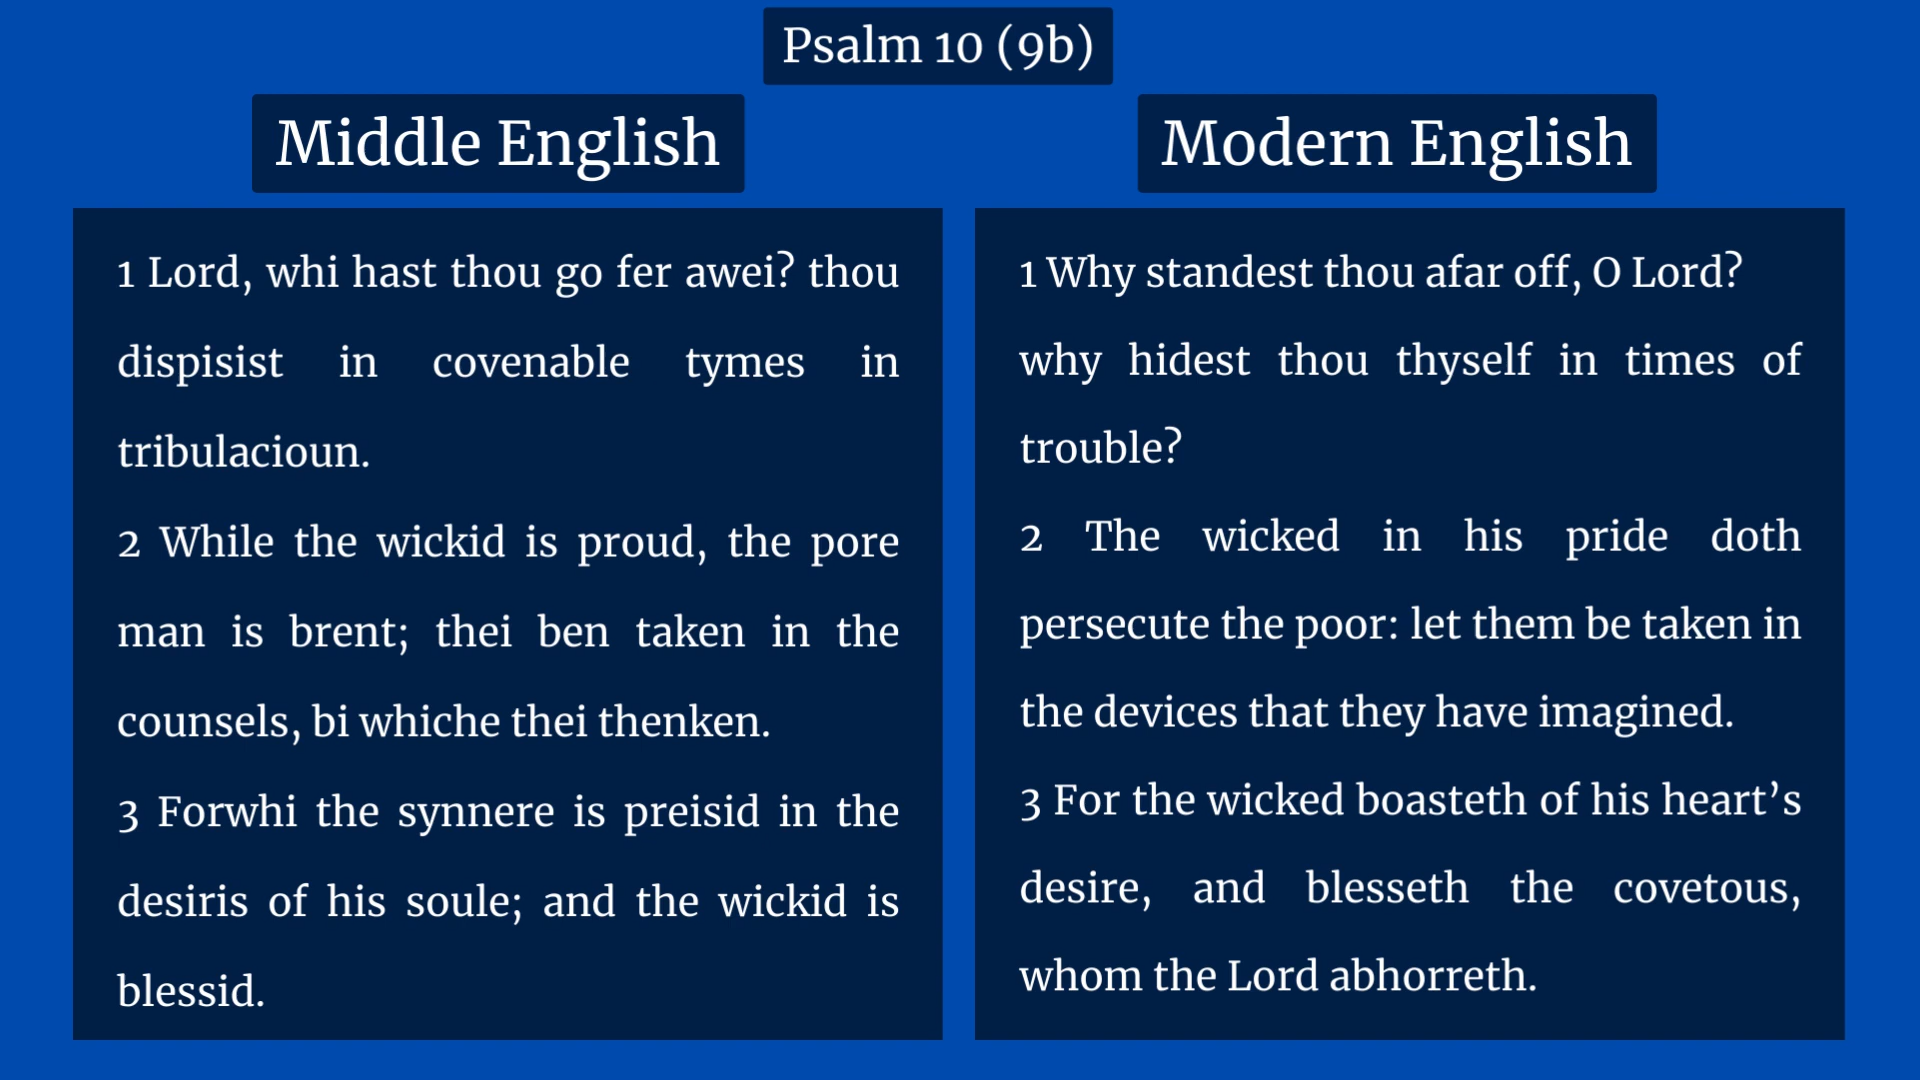 Psalm 10 (9b)
Middle English
1 Lord, whi hast thou go fer awei? thou
dispisist in covenable tymes in
tribulacioun.
2 While the wickid is proud, the pore
man is brent; thei ben taken in the
counsels, bi whiche thei thenken.
3 Forwhi the synnere is preisid in the
desiris of his soule; and the wickid is
blessid.
Modern English
1 Why standest thou afar off, O Lord?
why hidest thou thyself in times of
trouble?
2 The wicked in his pride doth
persecute the poor: let them be taken in
the devices that they have imagined.
3 For the wicked boasteth of his heart’s
desire, and blesseth the covetous,
whom the Lord abhorreth.